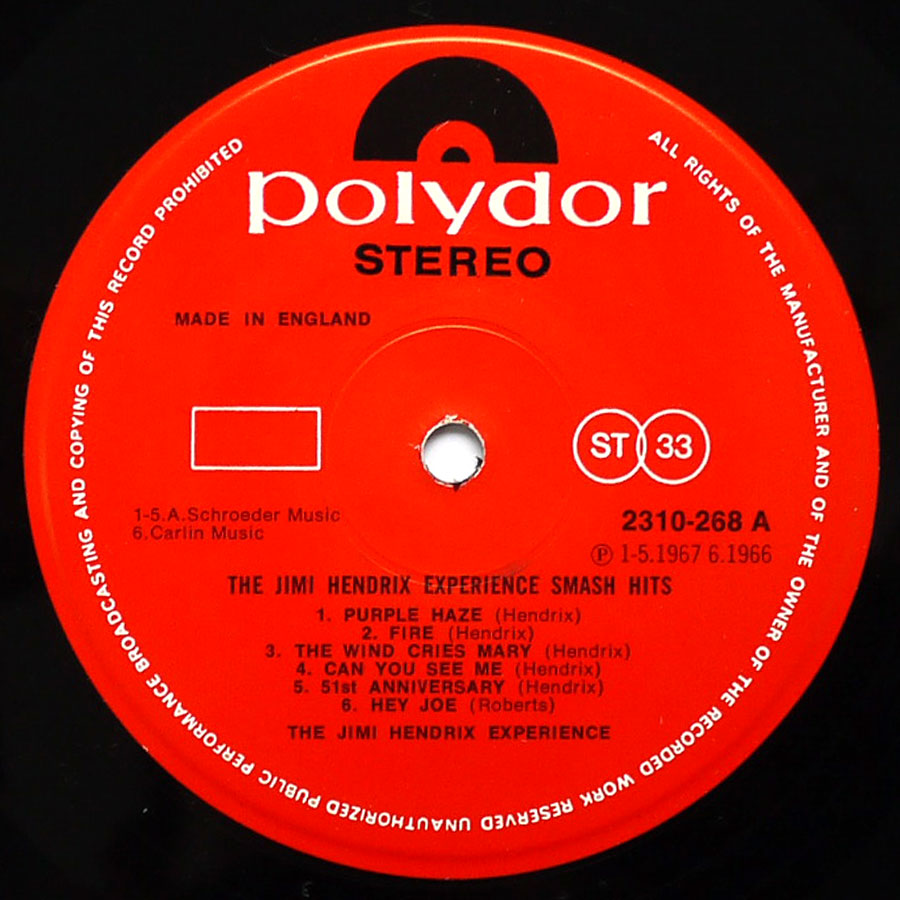 polydor
STEREO
MADE IN ENGLAND
ST 33
1-5.A.Schroeder Music
6.Carlin Music
2310-268 A
℗ 1-5.1967 6.1966
THE JIMI HENDRIX EXPERIENCE SMASH HITS
1. PURPLE HAZE (Hendrix)
2. FIRE (Hendrix)
3. THE WIND CRIES MARY (Hendrix)
4. CAN YOU SEE ME (Hendrix)
5. 51st ANNIVERSARY (Hendrix)
6. HEY JOE (Roberts)
THE JIMI HENDRIX EXPERIENCE
ALL RIGHTS OF THE MANUFACTURER AND OF THE OWNER OF THE RECORDED WORK RESERVED UNAUTHORIZED PUBLIC PERFORMANCE BROADCASTING AND COPYING OF THIS RECORD PROHIBITED